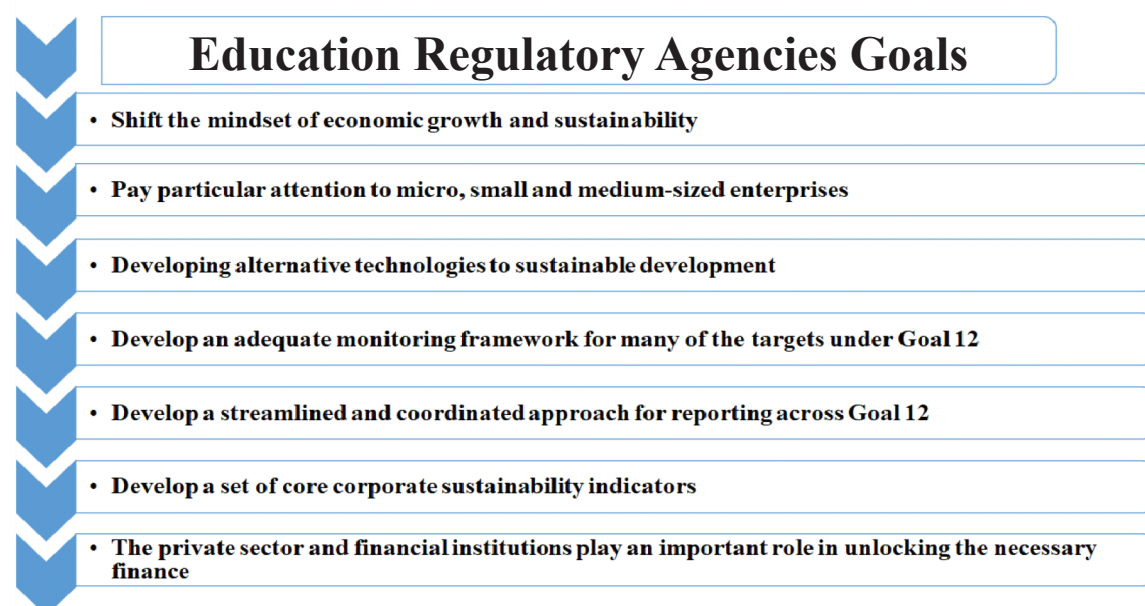 Education Regulatory Agencies Goals
• Shift the mindset of economic growth and sustainability
• Pay particular attention to micro, small and medium-sized enterprises
• Developing alternative technologies to sustainable development
• Develop an adequate monitoring framework for many of the targets under Goal 12
• Develop a streamlined and coordinated approach for reporting across Goal 12
• Develop a set of core corporate sustainability indicators
• The private sector and financial institutions play an important role in unlocking the necessary
finance